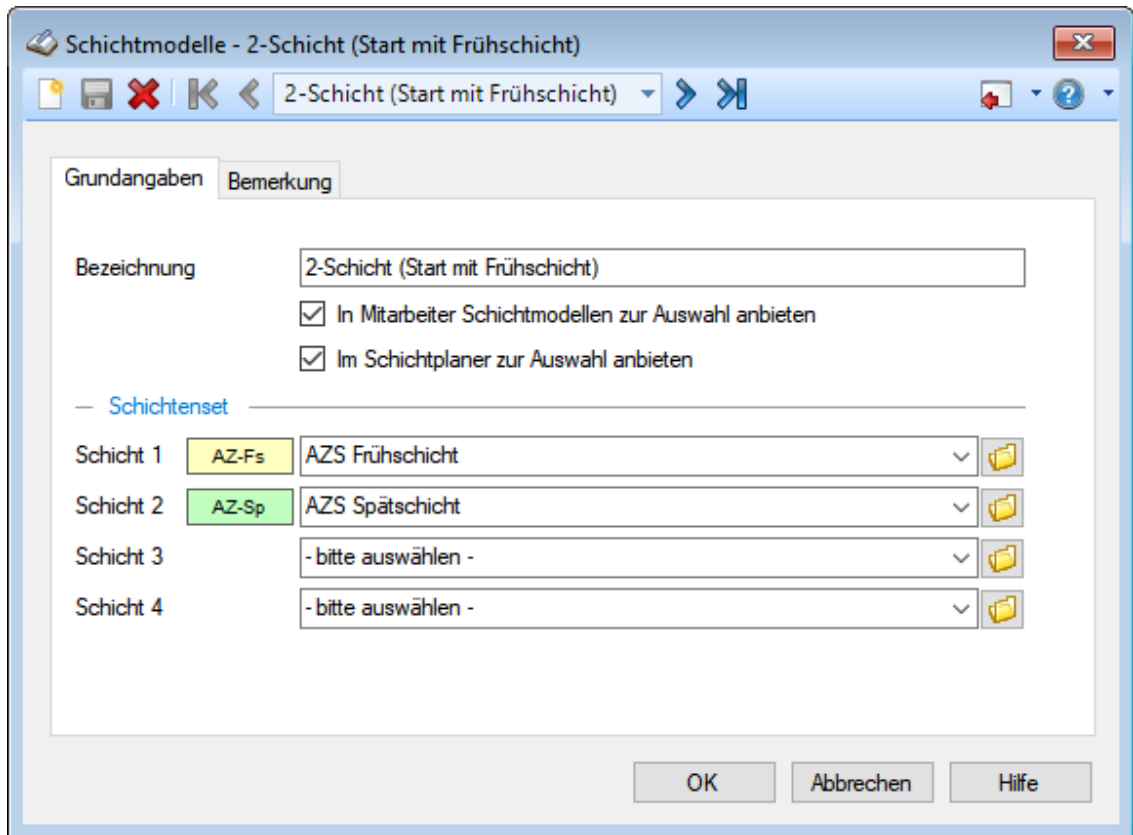 Schichtmodelle - 2-Schicht (Start mit Frühschicht)
2-Schicht (Start mit Frühschicht)
Grundangaben Bemerkung
Bezeichnung 2-Schicht (Start mit Frühschicht)
In Mitarbeiter Schichtmodellen zur Auswahl anbieten
Im Schichtplaner zur Auswahl anbieten
Schichtenset
Schicht 1 AZ-Fs AZS Frühschicht
Schicht 2 AZ-Sp AZS Spätschicht
Schicht 3 - bitte auswählen -
Schicht 4 - bitte auswählen -
OK Abbrechen Hilfe